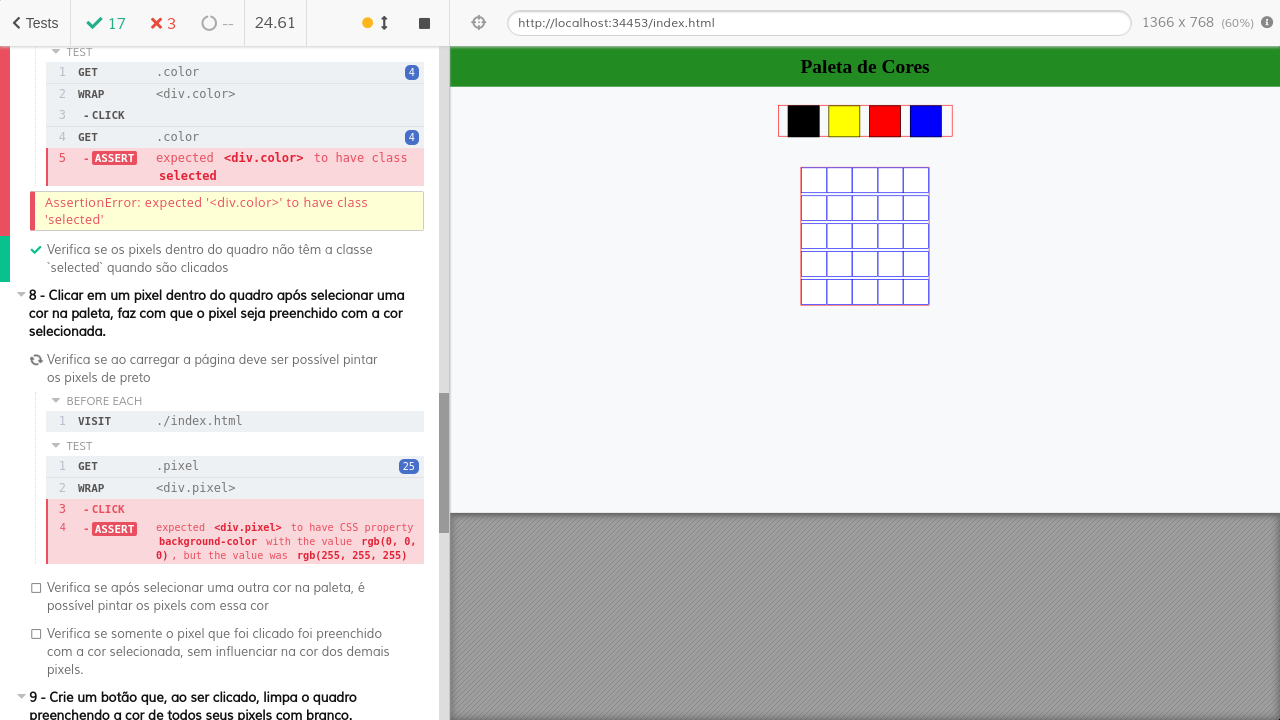 Tests 17 3 -- 24.61 http://localhost:34453/index.html 1366 x 768 (60%)
TEST
1 GET .color 4
2 WRAP <div.color>
3 - CLICK
4 GET .color 4
5 - ASSERT expected <div.color> to have class
selected
AssertionError: expected '<div.color>' to have class
'selected'
Verifica se os pixels dentro do quadro não têm a classe
`selected` quando são clicados
8 - Clicar em um pixel dentro do quadro após selecionar uma
cor na paleta, faz com que o pixel seja preenchido com a cor
selecionada.
Verifica se ao carregar a página deve ser possível pintar
os pixels de preto
BEFORE EACH
1 VISIT ./index.html
TEST
1 GET .pixel 25
2 WRAP <div.pixel>
3 - CLICK
4 - ASSERT expected <div.pixel> to have CSS property
background-color with the value rgb(0, 0,
0), but the value was rgb(255, 255, 255)
Verifica se após selecionar uma outra cor na paleta, é
possível pintar os pixels com essa cor
Verifica se somente o pixel que foi clicado foi preenchido
com a cor selecionada, sem influenciar na cor dos demais
pixels.
9 - Crie um botão que, ao ser clicado, limpa o quadro
preenchendo a cor de todos seus pixels com branco.
Paleta de Cores